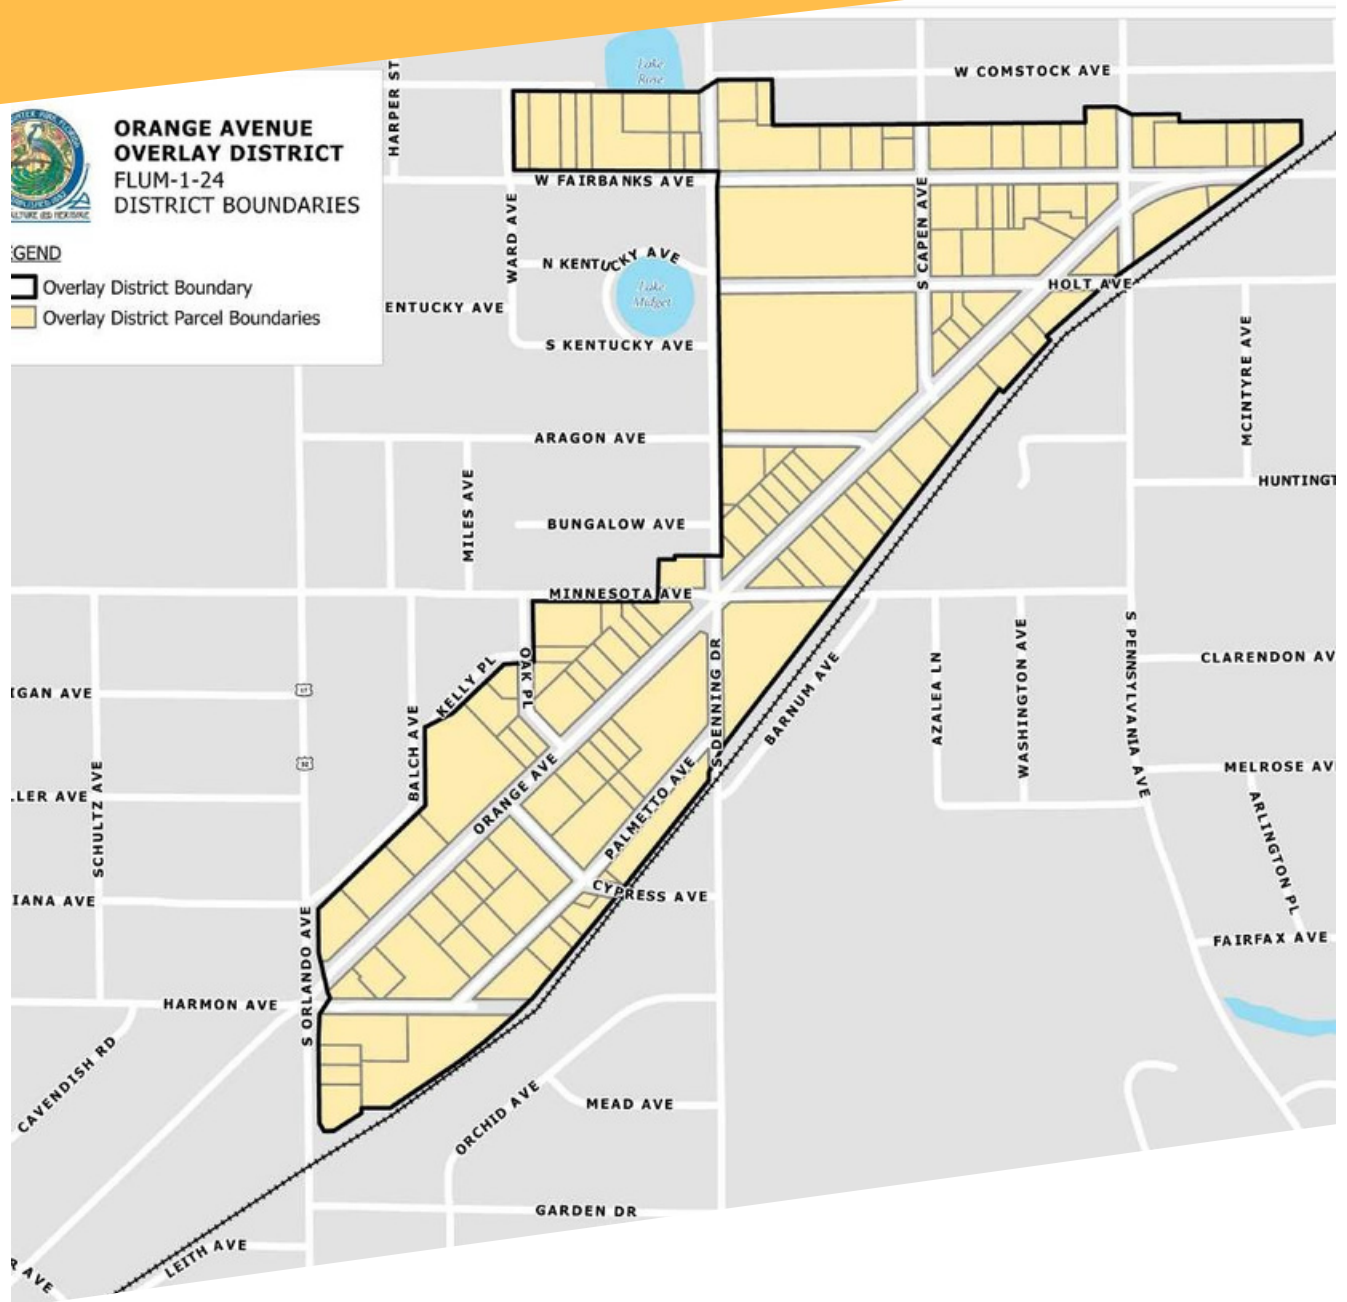 ORANGE AVENUE
OVERLAY DISTRICT
FLUM-1-24
DISTRICT BOUNDARIES
EGEND
Overlay District Boundary
Overlay District Parcel Boundaries
HARPER ST
Lake
Rose
W COMSTOCK AVE
W FAIRBANKS AVE
WARD AVE
N KENTUCKY AVE
S CAPEN AVE
Lake
Midget
HOLT AVE
ENTUCKY AVE
S KENTUCKY AVE
MCINTYRE AVE
ARAGON AVE
MILES AVE
HUNTINGT
BUNGALOW AVE
MINNESOTA AVE
OAK PL
KELLY PL
S DENNING DR
BARNUM AVE
AZALEA LN
WASHINGTON AVE
S PENNSYLVANIA AVE
CLARENDON AV
IGAN AVE
17
92
BALCH AVE
ORANGE AVE
PALMETTO AVE
MELROSE AV
LER AVE
SCHULTZ AVE
ARLINGTON PL
CYPRESS AVE
IANA AVE
S ORLANDO AVE
FAIRFAX AVE
HARMON AVE
CAVENDISH RD
ORCHID AVE
MEAD AVE
GARDEN DR
LEITH AVE
R AVE